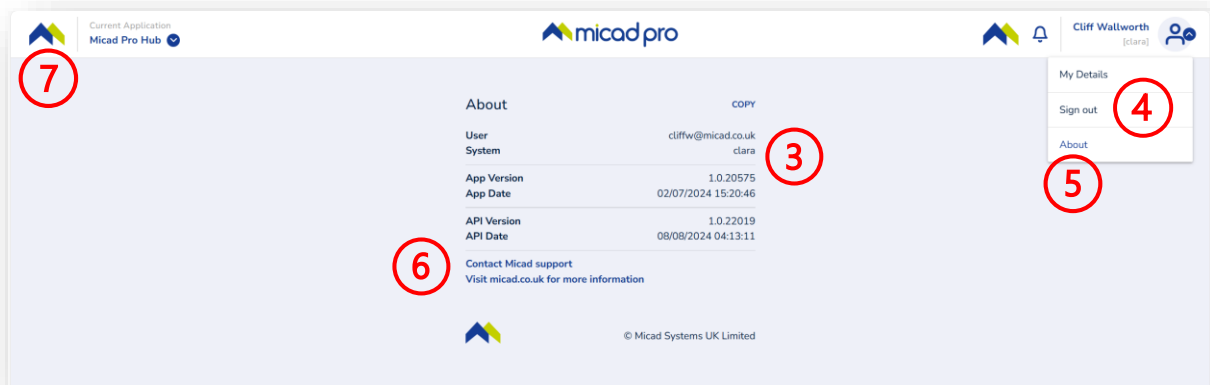 Current Application
Micad Pro Hub
micad pro
Cliff Wallworth
[clara]
7
My Details
Sign out
4
About
5
About COPY
User cliffw@micad.co.uk
System clara
3
App Version 1.0.20575
App Date 02/07/2024 15:20:46
API Version 1.0.22019
API Date 08/08/2024 04:13:11
6
Contact Micad support
Visit micad.co.uk for more information
© Micad Systems UK Limited